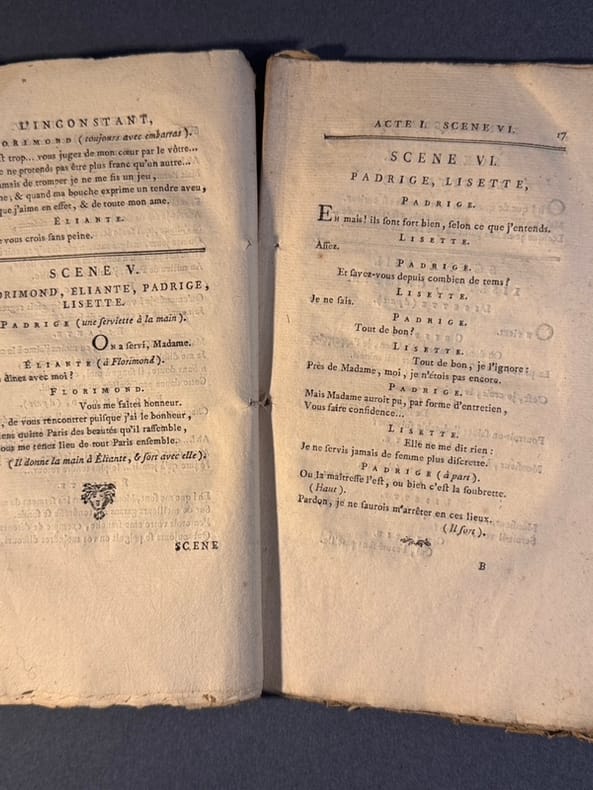 L'INCONSTANT,
FLORIMOND (toujours avec embarras).
trop... vous jugez de mon cœur par le vôtre...
ne prétends pas être plus franc qu'un autre...
de tromper je ne me fis un jeu,
& quand ma bouche exprime un tendre aveu,
que j'aime en effet, & de toute mon ame.
ÉLIANTE.
vous crois sans peine.
SCENE V.
FLORIMOND, ÉLIANTE, PADRIGE,
LISETTE.
PADRIGE (une serviette à la main).
On a servi, Madame.
ÉLIANTE (à Florimond).
dînez avec moi?
FLORIMOND.
Vous me faites honneur.
de vous rencontrer puisque j'ai le bonheur,
quitté Paris des beautés qu'il rassemble,
me tenez lieu de tout Paris ensemble.
(Il donne la main à Éliante, & sort avec elle).
SCENE
ACTE I. SCENE VI. 17
SCENE VI.
PADRIGE, LISETTE,
PADRIGE.
Eh mais! ils sont fort bien, selon ce que j'entends.
LISETTE.
Assez.
PADRIGE.
Et savez-vous depuis combien de tems?
LISETTE.
Je ne sais.
PADRIGE.
Tout de bon?
LISETTE.
Tout de bon, je l'ignore:
Près de Madame, moi, je n'étois pas encore.
PADRIGE.
Mais Madame auroit pu, par forme d'entretien,
Vous faire confidence...
LISETTE.
Elle ne me dit rien:
Je ne servis jamais de femme plus discrette.
PADRIGE (à part).
Ou la maîtresse l'est, ou bien c'est la soubrette.
(Haut).
Pardon, je ne saurois m'arrêter en ces lieux.
(Il sort).
B